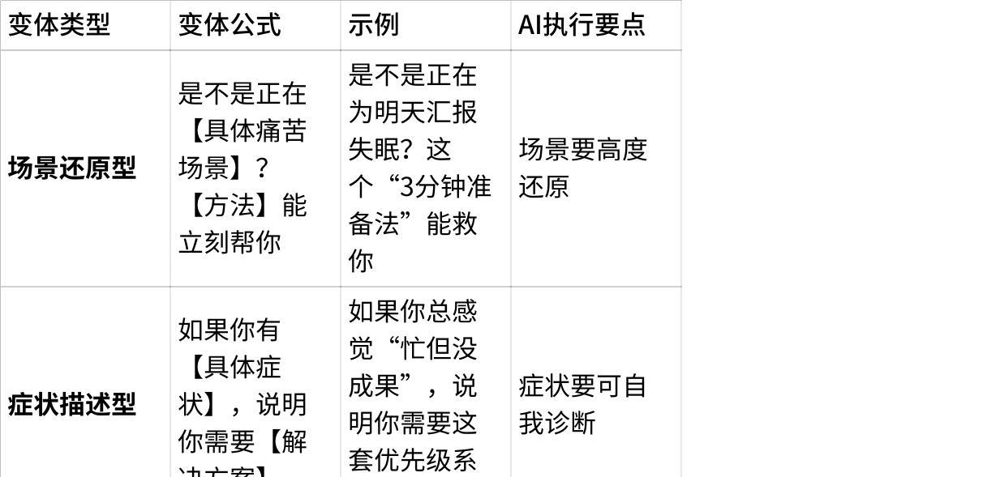 变体类型
变体公式
示例
AI执行要点
场景还原型
是不是正在
【具体痛苦
场景】？
【方法】能
立刻帮你
是不是正在
为明天汇报
失眠？这
个“3分钟准
备法”能救
你
场景要高度
还原
症状描述型
如果你有
【具体症
状】，说明
你需要【解
决方案】
如果你总感
觉“忙但没
成果”，说
明你需要这
套优先级系
症状要可自
我诊断